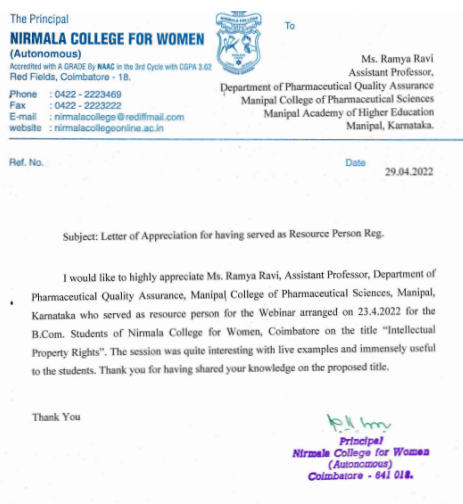 The Principal
NIRMALA COLLEGE FOR WOMEN
(Autonomous)
Accredited with A GRADE By NAAC in the 3rd Cycle with CGPA 3.62
Red Fields, Coimbatore - 18.
Phone : 0422 - 2223469
Fax : 0422 - 2223222
E-mail : nirmalacollege@rediffmail.com
website : nirmalacollegeonline.ac.in
NIRMALA COLLEGE
To
Ms. Ramya Ravi
Assistant Professor,
Department of Pharmaceutical Quality Assurance
Manipal College of Pharmaceutical Sciences
Manipal Academy of Higher Education
Manipal, Karnataka.
Ref. No.
Date
29.04.2022
Subject: Letter of Appreciation for having served as Resource Person Reg.
I would like to highly appreciate Ms. Ramya Ravi, Assistant Professor, Department of
Pharmaceutical Quality Assurance, Manipal College of Pharmaceutical Sciences, Manipal,
Karnataka who served as resource person for the Webinar arranged on 23.4.2022 for the
B.Com. Students of Nirmala College for Women, Coimbatore on the title “Intellectual
Property Rights”. The session was quite interesting with live examples and immensely useful
to the students. Thank you for having shared your knowledge on the proposed title.
Thank You
Principal
Nirmala College for Women
(Autonomous)
Coimbatore - 641 018.